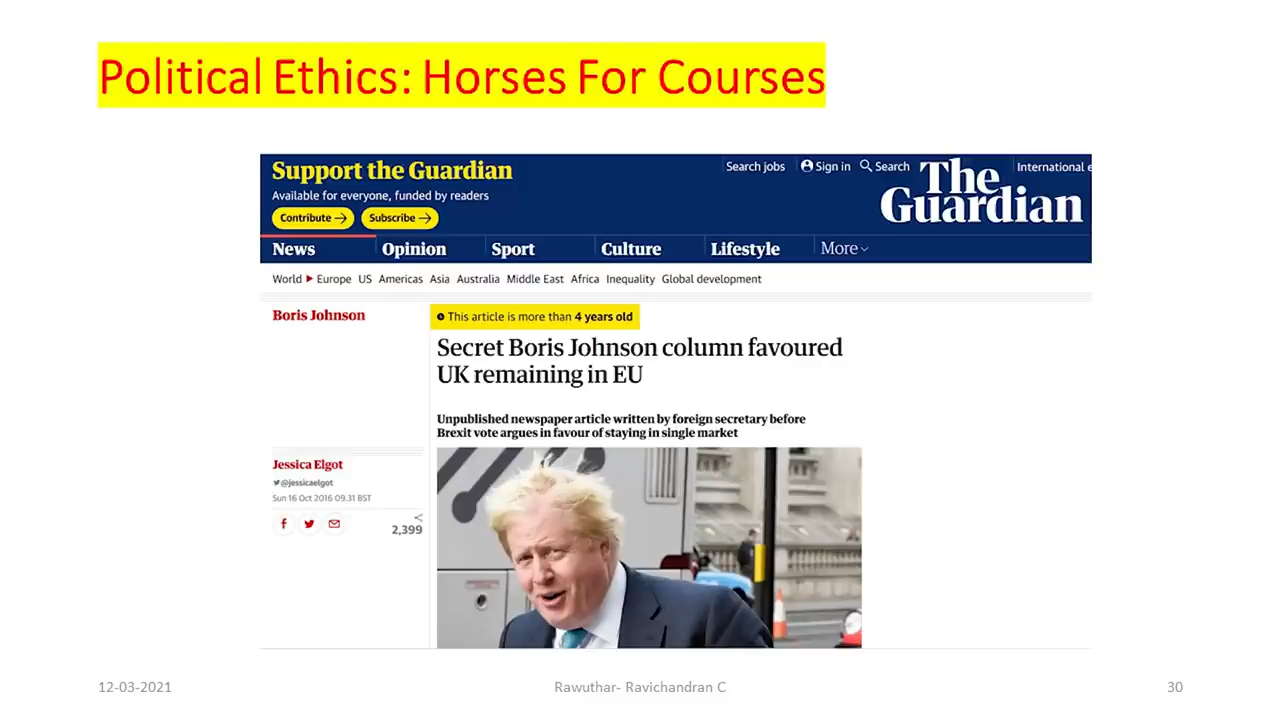 Political Ethics: Horses For Courses
Support the Guardian
Available for everyone, funded by readers
Contribute → Subscribe →
Search jobs Sign in Search International e
The
Guardian
News Opinion Sport Culture Lifestyle More
World Europe US Americas Asia Australia Middle East Africa Inequality Global development
Boris Johnson
This article is more than 4 years old
Secret Boris Johnson column favoured
UK remaining in EU
Unpublished newspaper article written by foreign secretary before
Brexit vote argues in favour of staying in single market
Jessica Elgot
@jessicaelgot
Sun 16 Oct 2016 09.31 BST
2,399
12-03-2021 Rawuthar- Ravichandran C 30